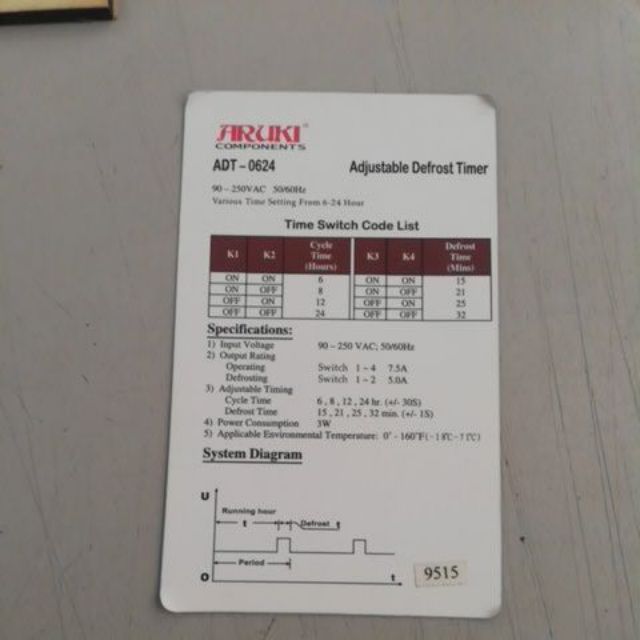 ARUKI
COMPONENTS
ADT - 0624 Adjustable Defrost Timer
90 - 250VAC 50/60Hz
Various Time Setting From 6-24 Hour
Time Switch Code List
K1 K2 Cycle Time (Hours) K3 K4 Defrost Time (Mins)
ON ON 6 ON ON 15
ON OFF 8 ON OFF 21
OFF ON 12 OFF ON 25
OFF OFF 24 OFF OFF 32
Specifications:
1) Input Voltage 90 - 250 VAC; 50/60Hz
2) Output Rating
Operating Switch 1 - 4 7.5A
Defrosting Switch 1 - 2 5.0A
3) Adjustable Timing
Cycle Time 6 , 8 , 12 , 24 hr. (+/- 30S)
Defrost Time 15 , 21 , 25 , 32 min. (+/- 1S)
4) Power Consumption 3W
5) Applicable Environmental Temperature: 0° - 160°F
System Diagram
U
Running hour
t Defrost t
Period
O t
9515